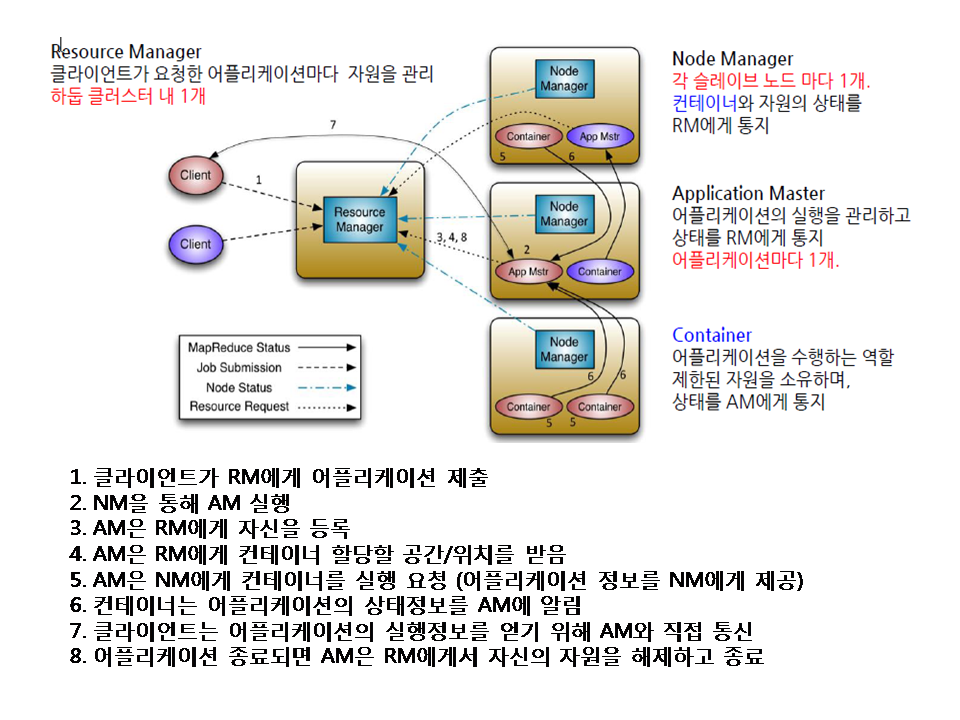 Resource Manager
클라이언트가 요청한 어플리케이션마다 자원을 관리
하둡 클러스터 내 1개
Node Manager
각 슬레이브 노드 마다 1개.
컨테이너와 자원의 상태를
RM에게 통지
Application Master
어플리케이션의 실행을 관리하고
상태를 RM에게 통지
어플리케이션마다 1개.
Container
어플리케이션을 수행하는 역할
제한된 자원을 소유하며,
상태를 AM에게 통지
7
Client
1
Client
Resource
Manager
3, 4, 8
Node
Manager
Container
App Mstr
5
6
Node
Manager
2
App Mstr
Container
Node
Manager
6
6
Container
Container
5
5
MapReduce Status
Job Submission
Node Status
Resource Request
1. 클라이언트가 RM에게 어플리케이션 제출
2. NM을 통해 AM 실행
3. AM은 RM에게 자신을 등록
4. AM은 RM에게 컨테이너 할당할 공간/위치를 받음
5. AM은 NM에게 컨테이너를 실행 요청 (어플리케이션 정보를 NM에게 제공)
6. 컨테이너는 어플리케이션의 상태정보를 AM에 알림
7. 클라이언트는 어플리케이션의 실행정보를 얻기 위해 AM와 직접 통신
8. 어플리케이션 종료되면 AM은 RM에게서 자신의 자원을 해제하고 종료